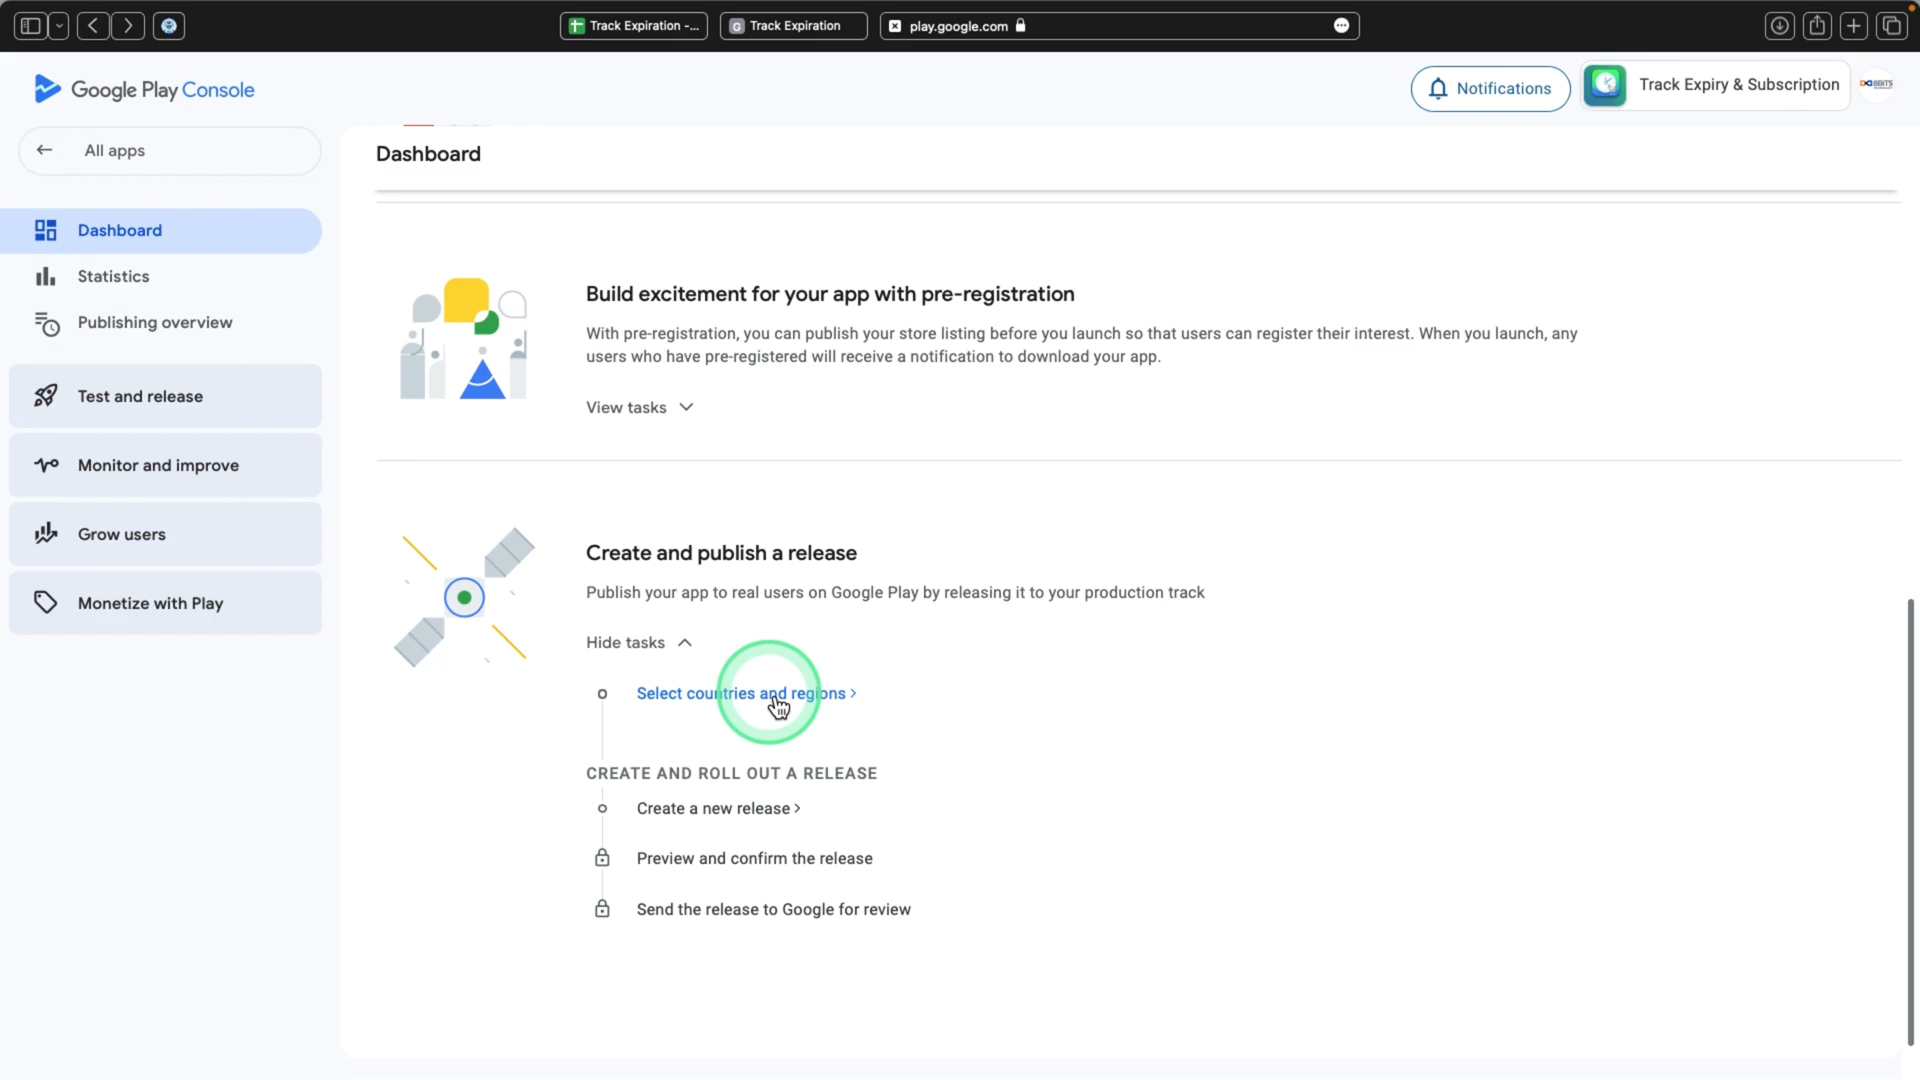 Track Expiration -...
Track Expiration
play.google.com
Google Play Console
Notifications
Track Expiry & Subscription
All apps
Dashboard
Dashboard
Statistics
Publishing overview
Test and release
Monitor and improve
Grow users
Monetize with Play
Build excitement for your app with pre-registration
With pre-registration, you can publish your store listing before you launch so that users can register their interest. When you launch, any
users who have pre-registered will receive a notification to download your app.
View tasks
Create and publish a release
Publish your app to real users on Google Play by releasing it to your production track
Hide tasks
Select countries and regions
CREATE AND ROLL OUT A RELEASE
Create a new release
Preview and confirm the release
Send the release to Google for review